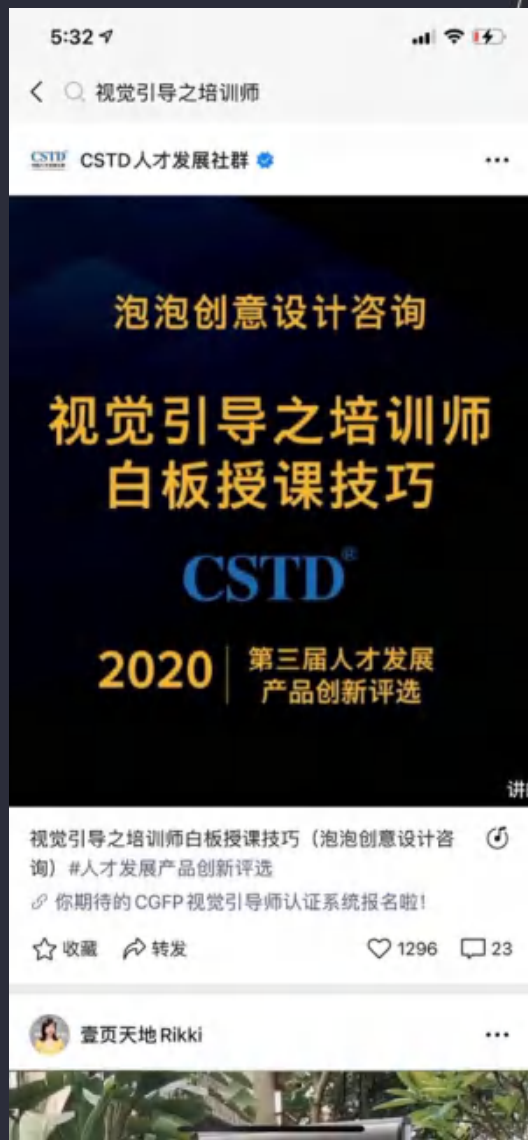 5:32
视觉引导之培训师
CSTD
CSTD人才发展社群
泡泡创意设计咨询
视觉引导之培训师
白板授课技巧
CSTD®
2020
第三届人才发展
产品创新评选
视觉引导之培训师白板授课技巧（泡泡创意设计咨
询）#人才发展产品创新评选
你期待的CGFP视觉引导师认证系统报名啦！
收藏 转发 1296 23
壹页天地Rikki